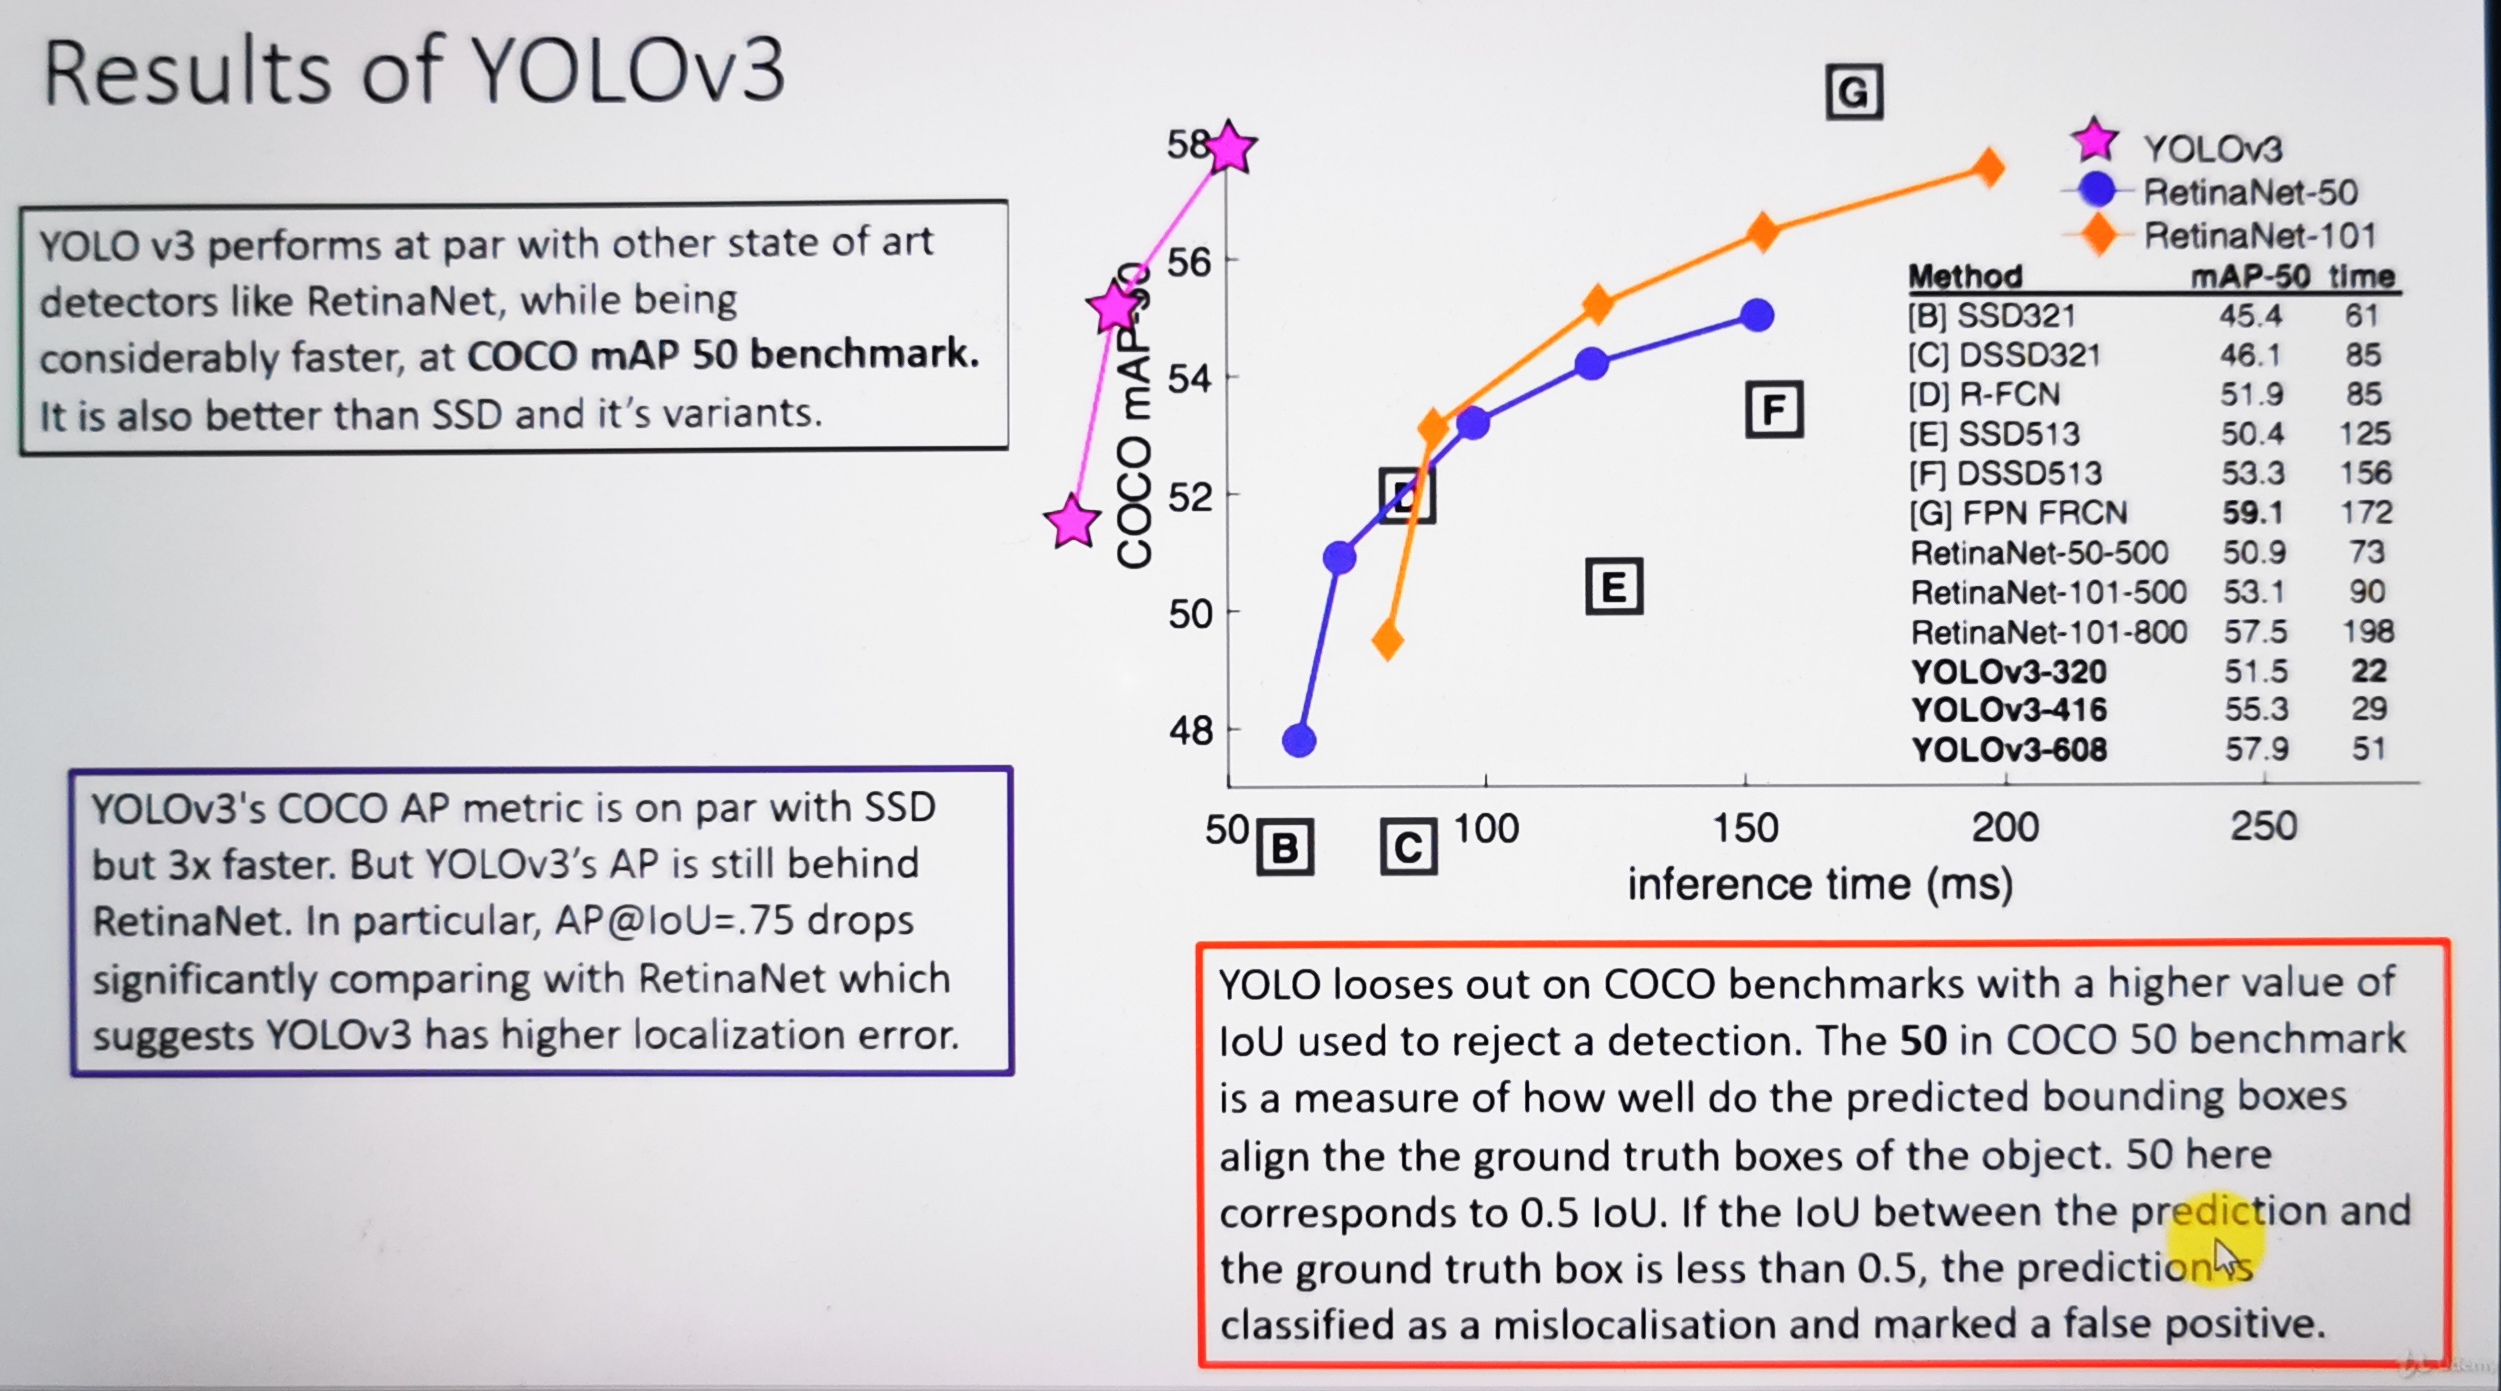 Results of YOLOv3
YOLO v3 performs at par with other state of art
detectors like RetinaNet, while being
considerably faster, at COCO mAP 50 benchmark.
It is also better than SSD and it's variants.
YOLOv3's COCO AP metric is on par with SSD
but 3x faster. But YOLOv3's AP is still behind
RetinaNet. In particular, AP@IoU=.75 drops
significantly comparing with RetinaNet which
suggests YOLOv3 has higher localization error.
COCO mAP-50
58
56
54
52
50
48
G
F
D
E
50
B
C
100
150
200
250
inference time (ms)
YOLOv3
RetinaNet-50
RetinaNet-101
Method mAP-50 time
[B] SSD321 45.4 61
[C] DSSD321 46.1 85
[D] R-FCN 51.9 85
[E] SSD513 50.4 125
[F] DSSD513 53.3 156
[G] FPN FRCN 59.1 172
RetinaNet-50-500 50.9 73
RetinaNet-101-500 53.1 90
RetinaNet-101-800 57.5 198
YOLOv3-320 51.5 22
YOLOv3-416 55.3 29
YOLOv3-608 57.9 51
YOLO looses out on COCO benchmarks with a higher value of
IoU used to reject a detection. The 50 in COCO 50 benchmark
is a measure of how well do the predicted bounding boxes
align the the ground truth boxes of the object. 50 here
corresponds to 0.5 IoU. If the IoU between the prediction and
the ground truth box is less than 0.5, the prediction is
classified as a mislocalisation and marked a false positive.
Udemy